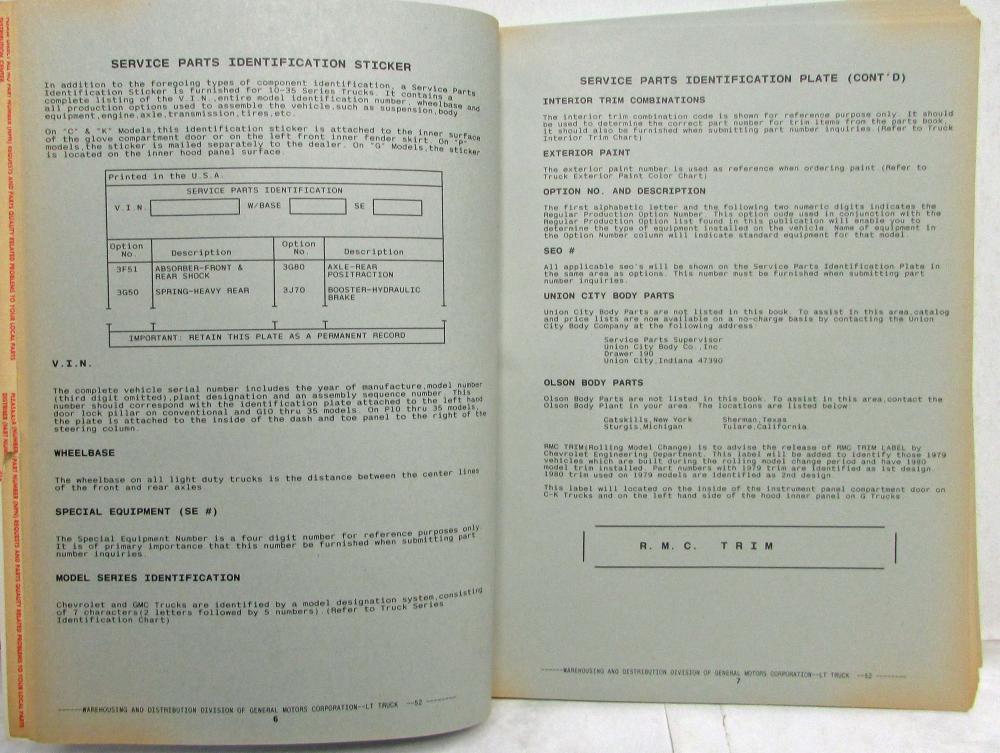 SERVICE PARTS IDENTIFICATION STICKER
In addition to the foregoing types of component identification, a Service Parts
Identification Sticker is furnished for 10-35 Series Trucks. It contains a
complete listing of the V.I.N.,entire model identification number, wheelbase and
all production options used to assemble the vehicle,such as suspension,body
equipment,engine,axle,transmission,tires,etc.
On "C" & "K" Models,this identification sticker is attached to the inner surface
of the glove compartment door or on the left front inner fender skirt. On "P"
models,the sticker is mailed separately to the dealer. On "G" Models,the sticker
is located on the inner hood panel surface.
Printed in the U.S.A.
SERVICE PARTS IDENTIFICATION
V.I.N. W/BASE SE
Option No. Description Option No. Description
3F51 ABSORBER-FRONT & REAR SHOCK 3G80 AXLE-REAR POSITRACTION
3G50 SPRING-HEAVY REAR 3J70 BOOSTER-HYDRAULIC BRAKE
IMPORTANT: RETAIN THIS PLATE AS A PERMANENT RECORD
V.I.N.
The complete vehicle serial number includes the year of manufacture,model number
(third digit omitted),plant designation and an assembly sequence number. This
number should correspond with the identification plate attached to the left hand
door lock pillar on conventional and G10 thru 35 models. On P10 thru 35 models,
the plate is attached to the inside of the dash and toe panel to the right of the
steering column.
WHEELBASE
The wheelbase on all light duty trucks is the distance between the center lines
of the front and rear axles.
SPECIAL EQUIPMENT (SE #)
The Special Equipment Number is a four digit number for reference purposes only.
It is of primary importance that this number be furnished when submitting part
number inquiries.
MODEL SERIES IDENTIFICATION
Chevrolet and GMC Trucks are identified by a model designation system,consisting
of 7 characters(2 letters followed by 5 numbers) (Refer to Truck Series
Identification Chart)
------WAREHOUSING AND DISTRIBUTION DIVISION OF GENERAL MOTORS CORPORATION--LT TRUCK --52 --------
6
SERVICE PARTS IDENTIFICATION PLATE (CONT'D)
INTERIOR TRIM COMBINATIONS
The interior trim combination code is shown for reference purpose only. It should
be used to determine the correct part number for trim items from the parts book,
it should also be furnished when submitting part number inquiries.(Refer to Truck
Interior Trim Chart)
EXTERIOR PAINT
The exterior paint number is used as reference when ordering paint.(Refer to
Truck Exterior Paint Color Chart)
OPTION NO. AND DESCRIPTION
The first alphabetic letter and the following two numeric digits indicates the
Regular Production Option Number. This option code used in conjunction with the
Regular Production Option list found in this publication will enable you to
determine the type of equipment installed on the vehicle. Name of equipment in
the Option Number column will indicate standard equipment for that model.
SEO #
All applicable seo's will be shown on the Service Parts Identification Plate in
the same area as options. This number must be furnished when submitting part
number inquiries.
UNION CITY BODY PARTS
Union City Body Parts are not listed in this book. To assist in this area,catalog
and price lists are now available on a no-charge basis by contacting the Union
City Body Company at the following address:
Service Parts Supervisor
Union City Body Co.,Inc.
Drawer 190
Union City,Indiana 47390
OLSON BODY PARTS
Olson Body Parts are not listed in this book. To assist in this area,contact the
Olson Body Plant in your area. The locations are listed below:
Catskills,New York Sherman,Texas
Sturgis,Michigan Tulare,California
RMC TRIM(Rolling Model Change) is to advise the release of RMC TRIM LABEL by
Chevrolet Engineering Department. This label will be added to identify those 1979
vehicles which are built during the rolling model change period and have 1980
model trim installed. Part numbers with 1979 trim are identified as 1st design.
1980 trim used on 1979 models are identified as 2nd design.
This label will located on the inside of the instrument panel compartment door on
C-K Trucks and on the left hand side of the hood inner panel on G Trucks.
R. M. C. T R I M
------WAREHOUSING AND DISTRIBUTION DIVISION OF GENERAL MOTORS CORPORATION--LT TRUCK --52 --------
7